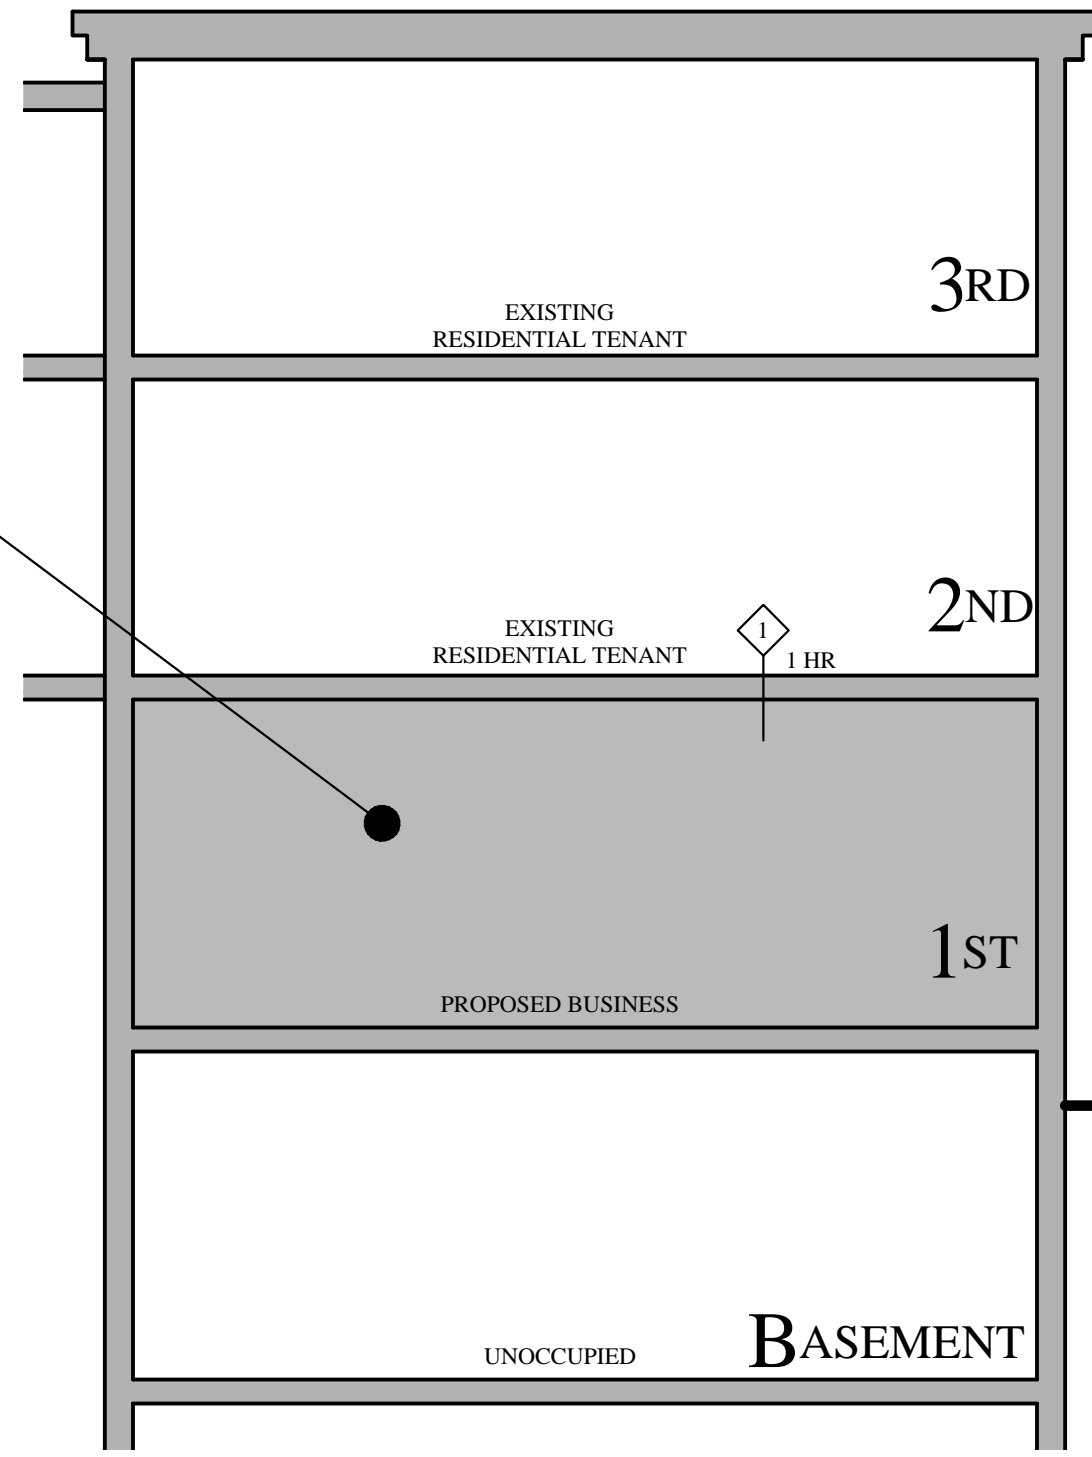 3RD
EXISTING
RESIDENTIAL TENANT
2ND
EXISTING
RESIDENTIAL TENANT
1
1 HR
1ST
PROPOSED BUSINESS
BASEMENT
UNOCCUPIED